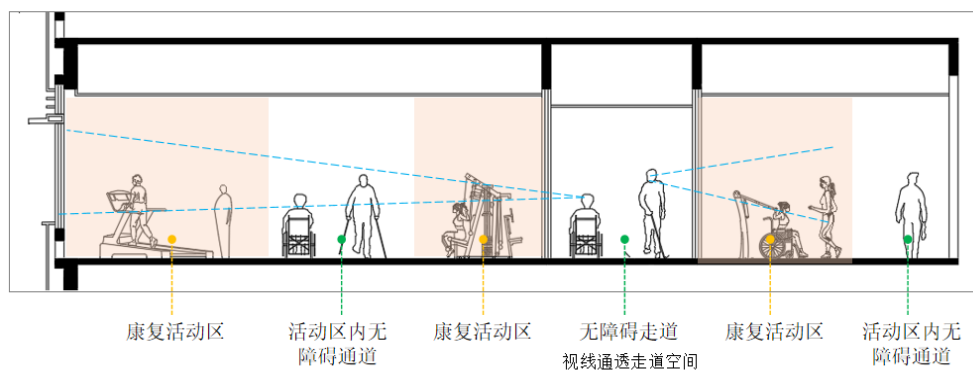 康复活动区
活动区内无
障碍通道
康复活动区
无障碍走道
视线通透走道空间
康复活动区
活动区内无
障碍通道